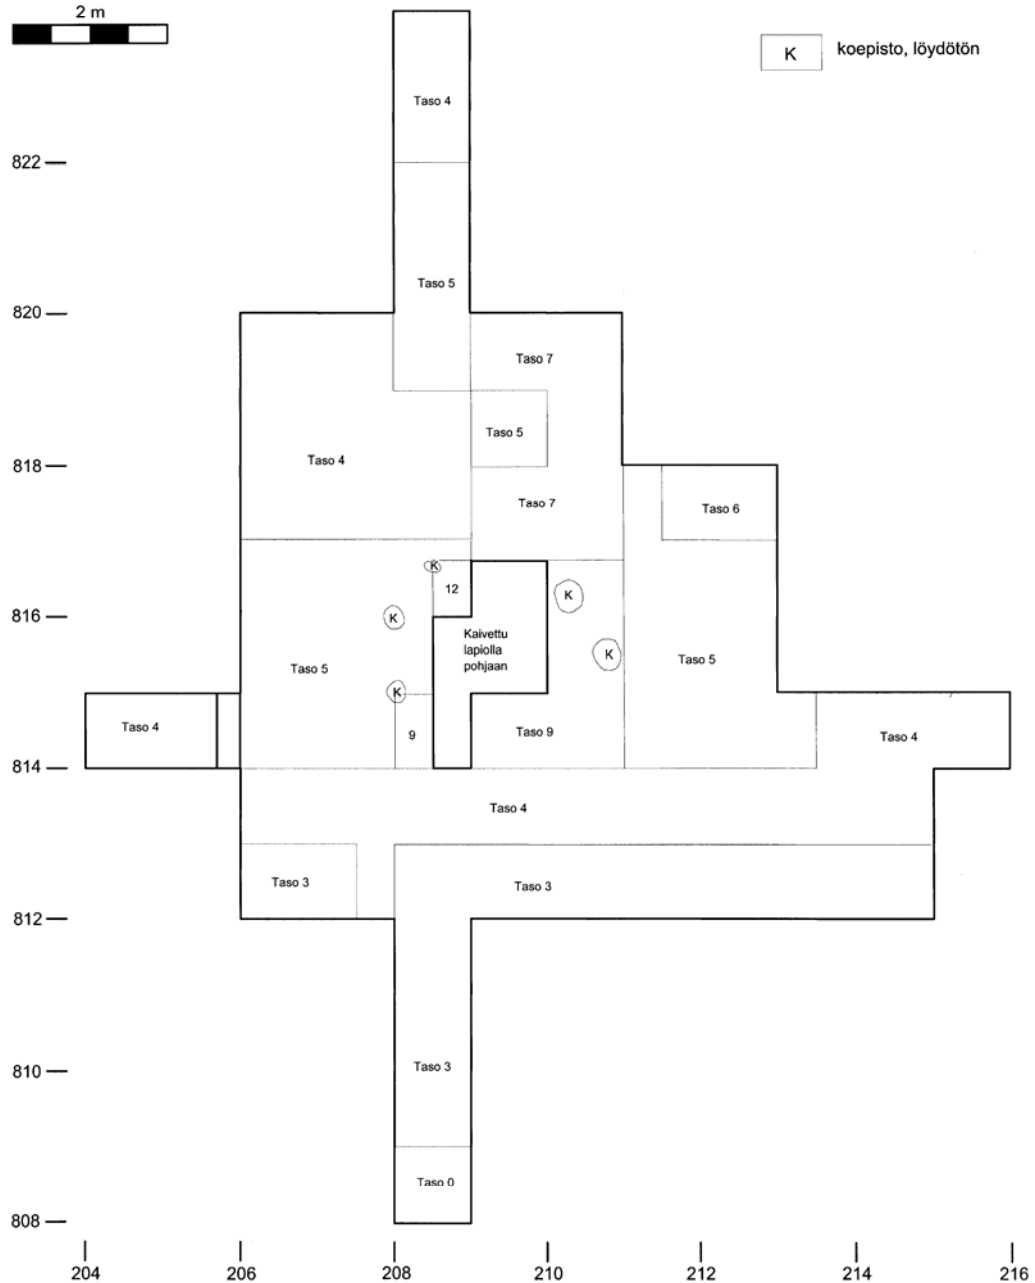 2 m
K
koepisto, löydötön
Taso 4
822
Taso 5
820
Taso 7
Taso 5
818
Taso 4
Taso 7
Taso 6
K
12
K
K
816
Kaivettu
lapiolla
pohjaan
K
Taso 5
Taso 5
K
Taso 4
9
Taso 9
Taso 4
814
Taso 4
Taso 3
Taso 3
812
Taso 3
810
Taso 0
808
204
206
208
210
212
214
216